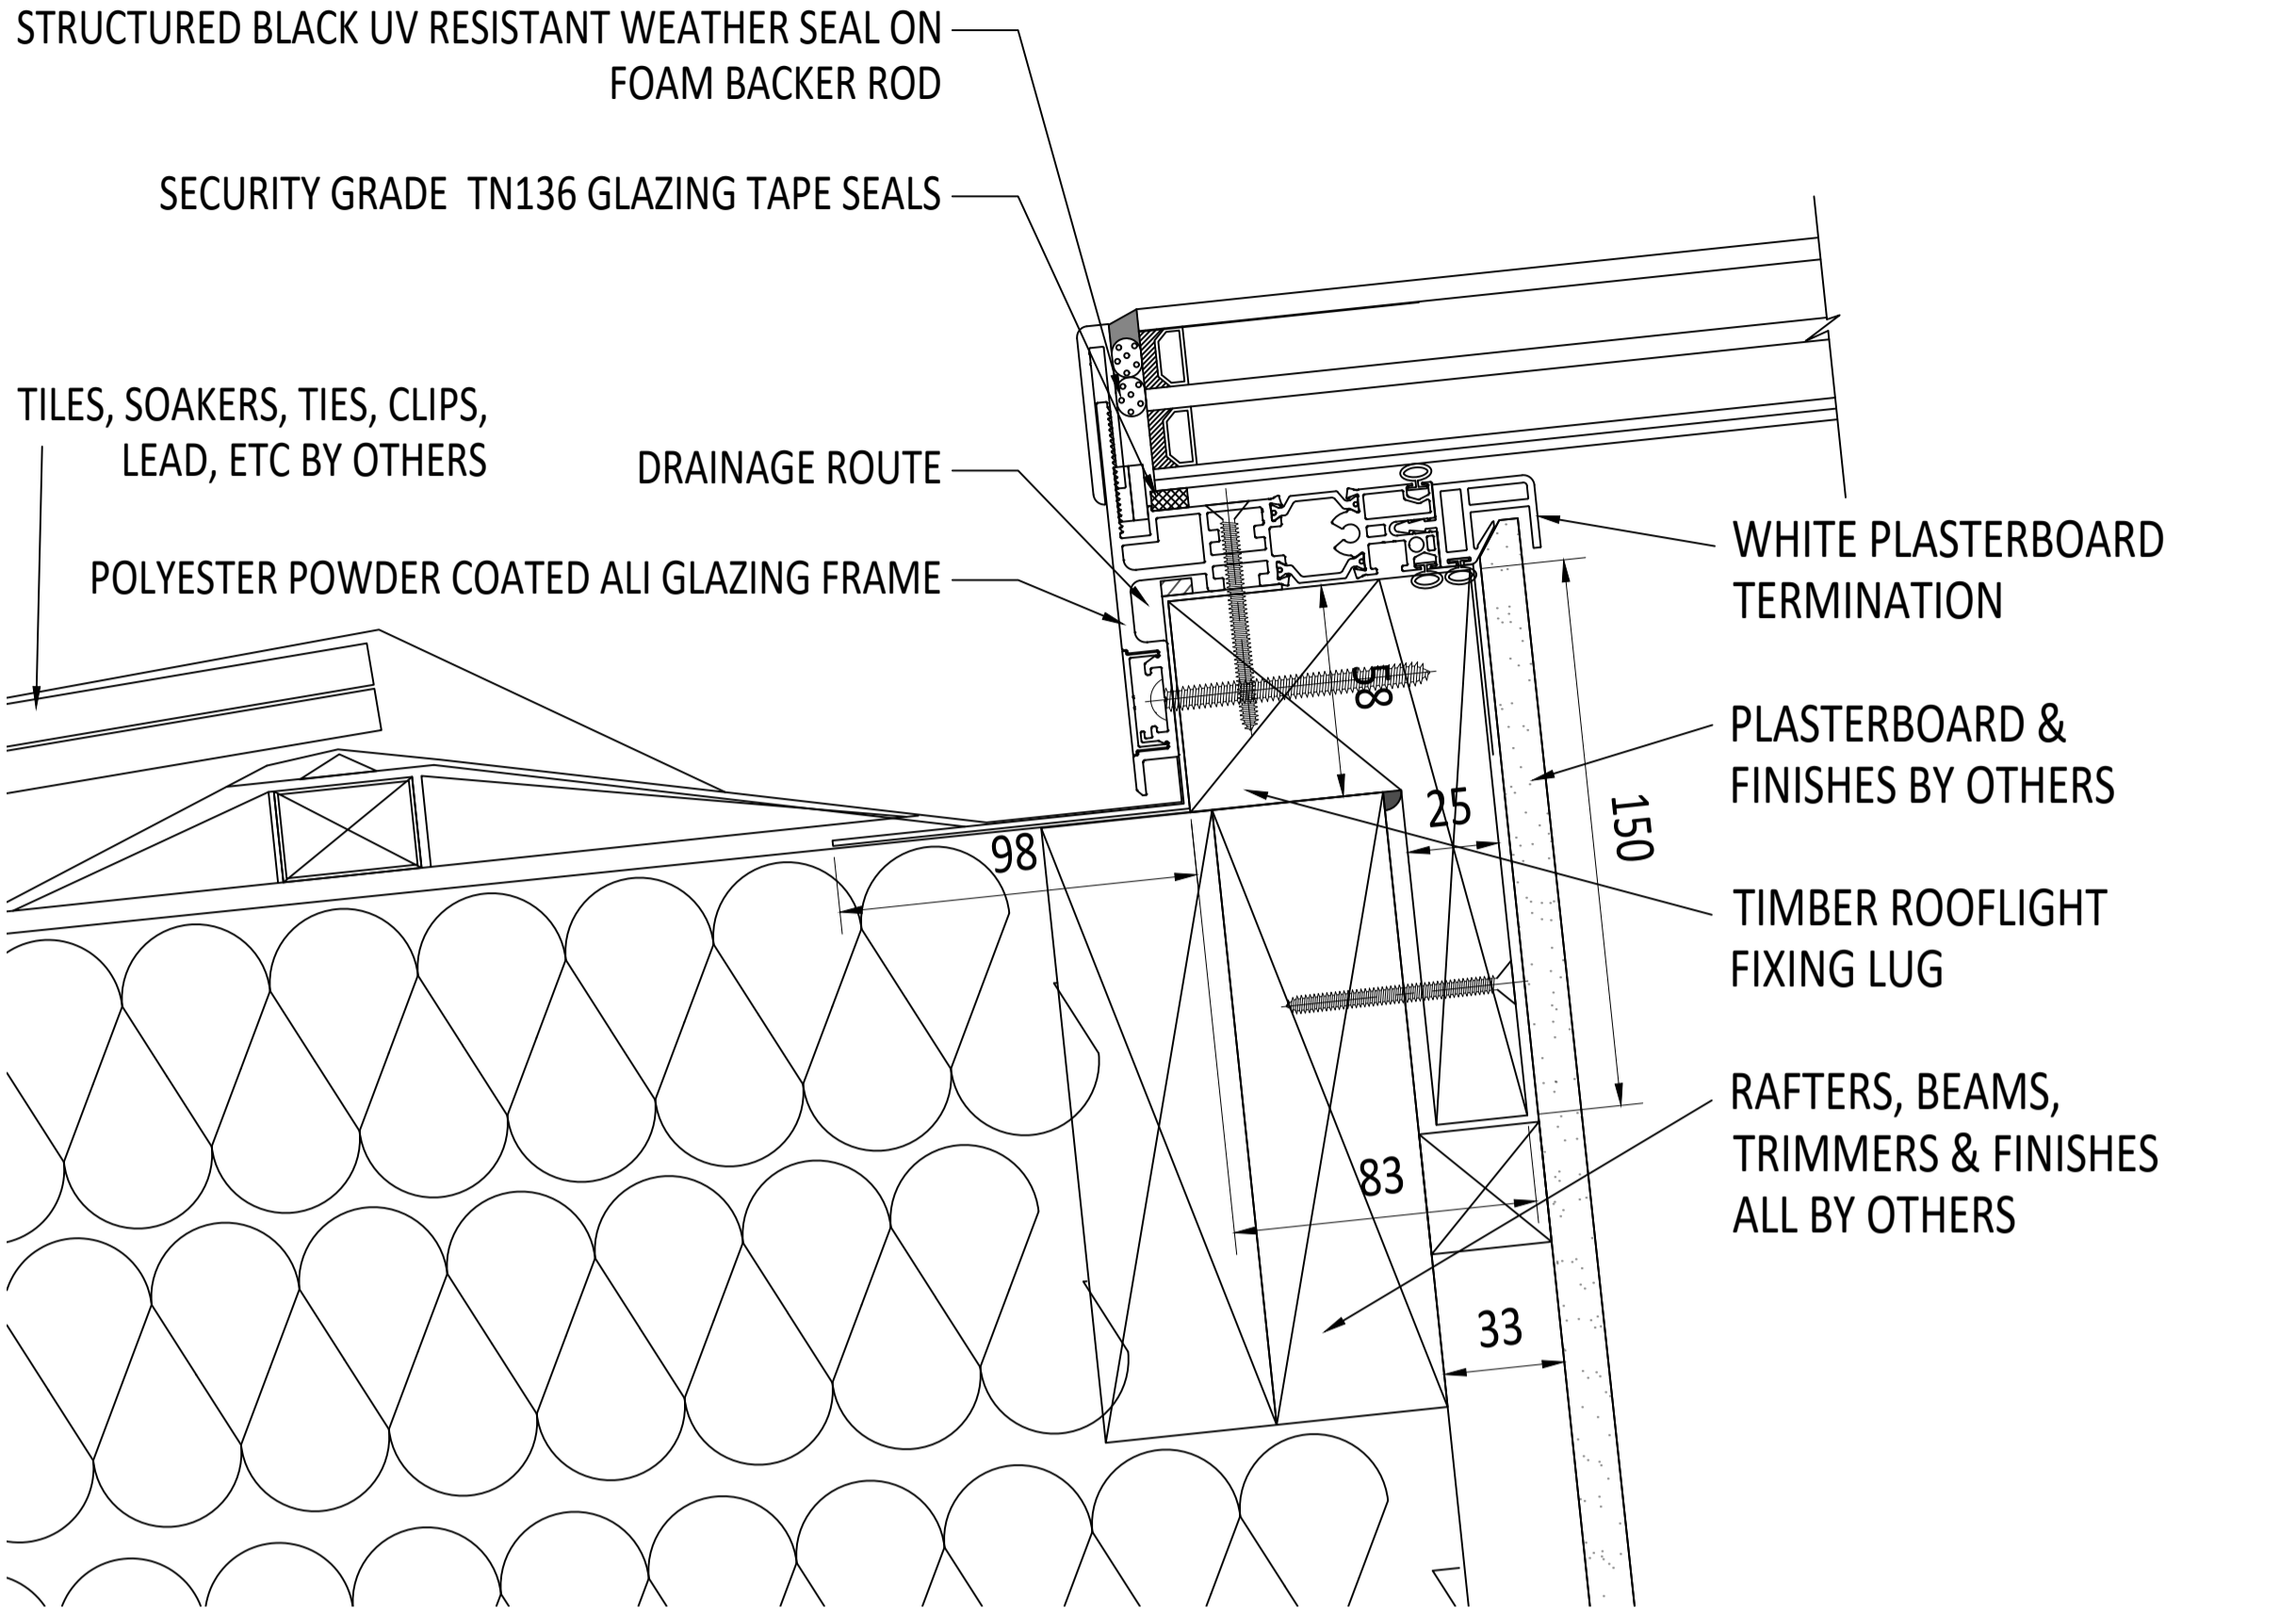 STRUCTURED BLACK UV RESISTANT WEATHER SEAL ON
FOAM BACKER ROD
SECURITY GRADE TN136 GLAZING TAPE SEALS
TILES, SOAKERS, TIES, CLIPS,
LEAD, ETC BY OTHERS
DRAINAGE ROUTE
POLYESTER POWDER COATED ALI GLAZING FRAME
WHITE PLASTERBOARD
TERMINATION
PLASTERBOARD &
FINISHES BY OTHERS
TIMBER ROOFLIGHT
FIXING LUG
RAFTERS, BEAMS,
TRIMMERS & FINISHES
ALL BY OTHERS
58
25
150
98
83
33